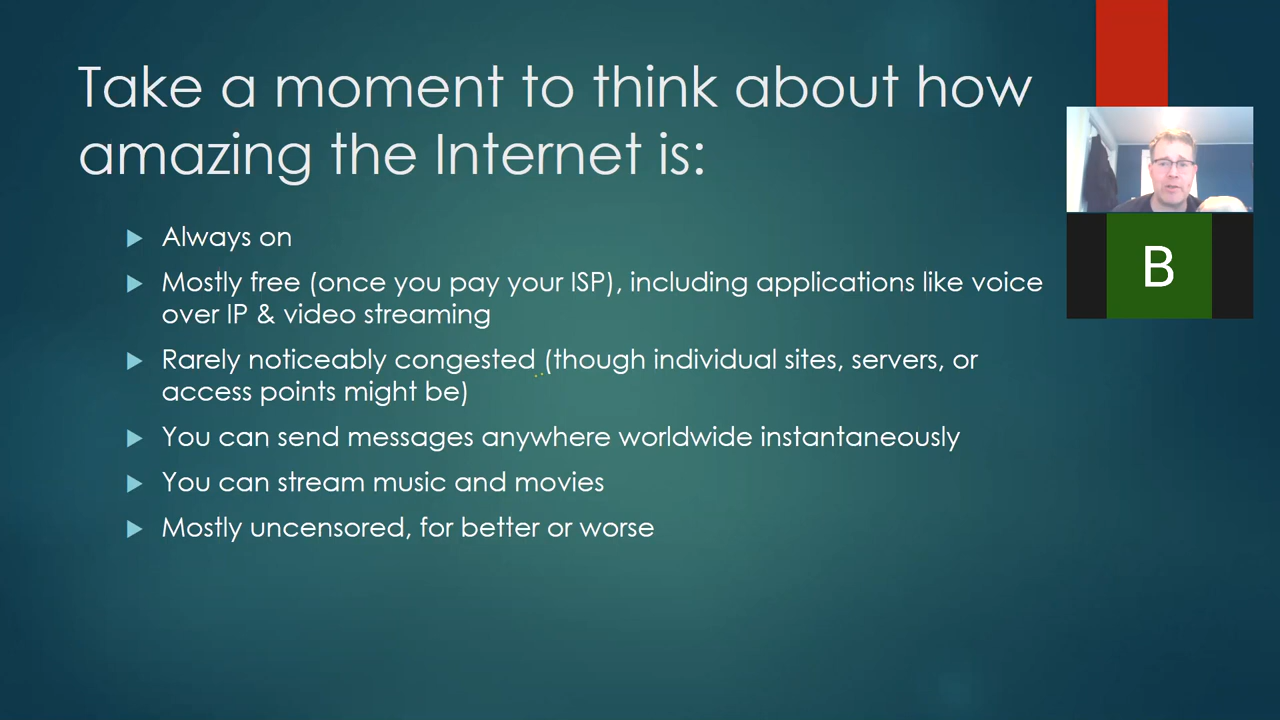 Take a moment to think about how
amazing the Internet is:
Always on
Mostly free (once you pay your ISP), including applications like voice
over IP & video streaming
Rarely noticeably congested (though individual sites, servers, or
access points might be)
You can send messages anywhere worldwide instantaneously
You can stream music and movies
Mostly uncensored, for better or worse
B